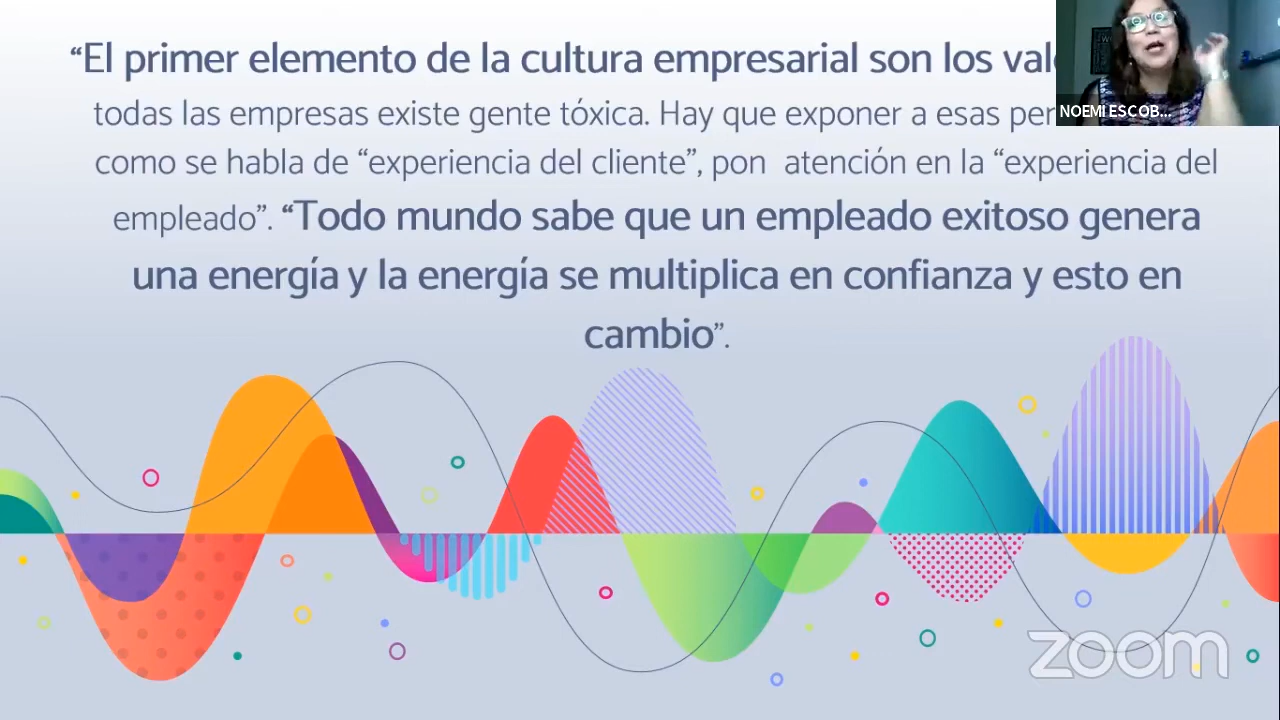 “El primer elemento de la cultura empresarial son los
todas las empresas existe gente tóxica. Hay que exponer a esas
como se habla de “experiencia del cliente”, pon atención en la “experiencia del
empleado”. “Todo mundo sabe que un empleado exitoso genera
una energía y la energía se multiplica en confianza y esto en
cambio”.
NOEMI ESCOB...
zoom